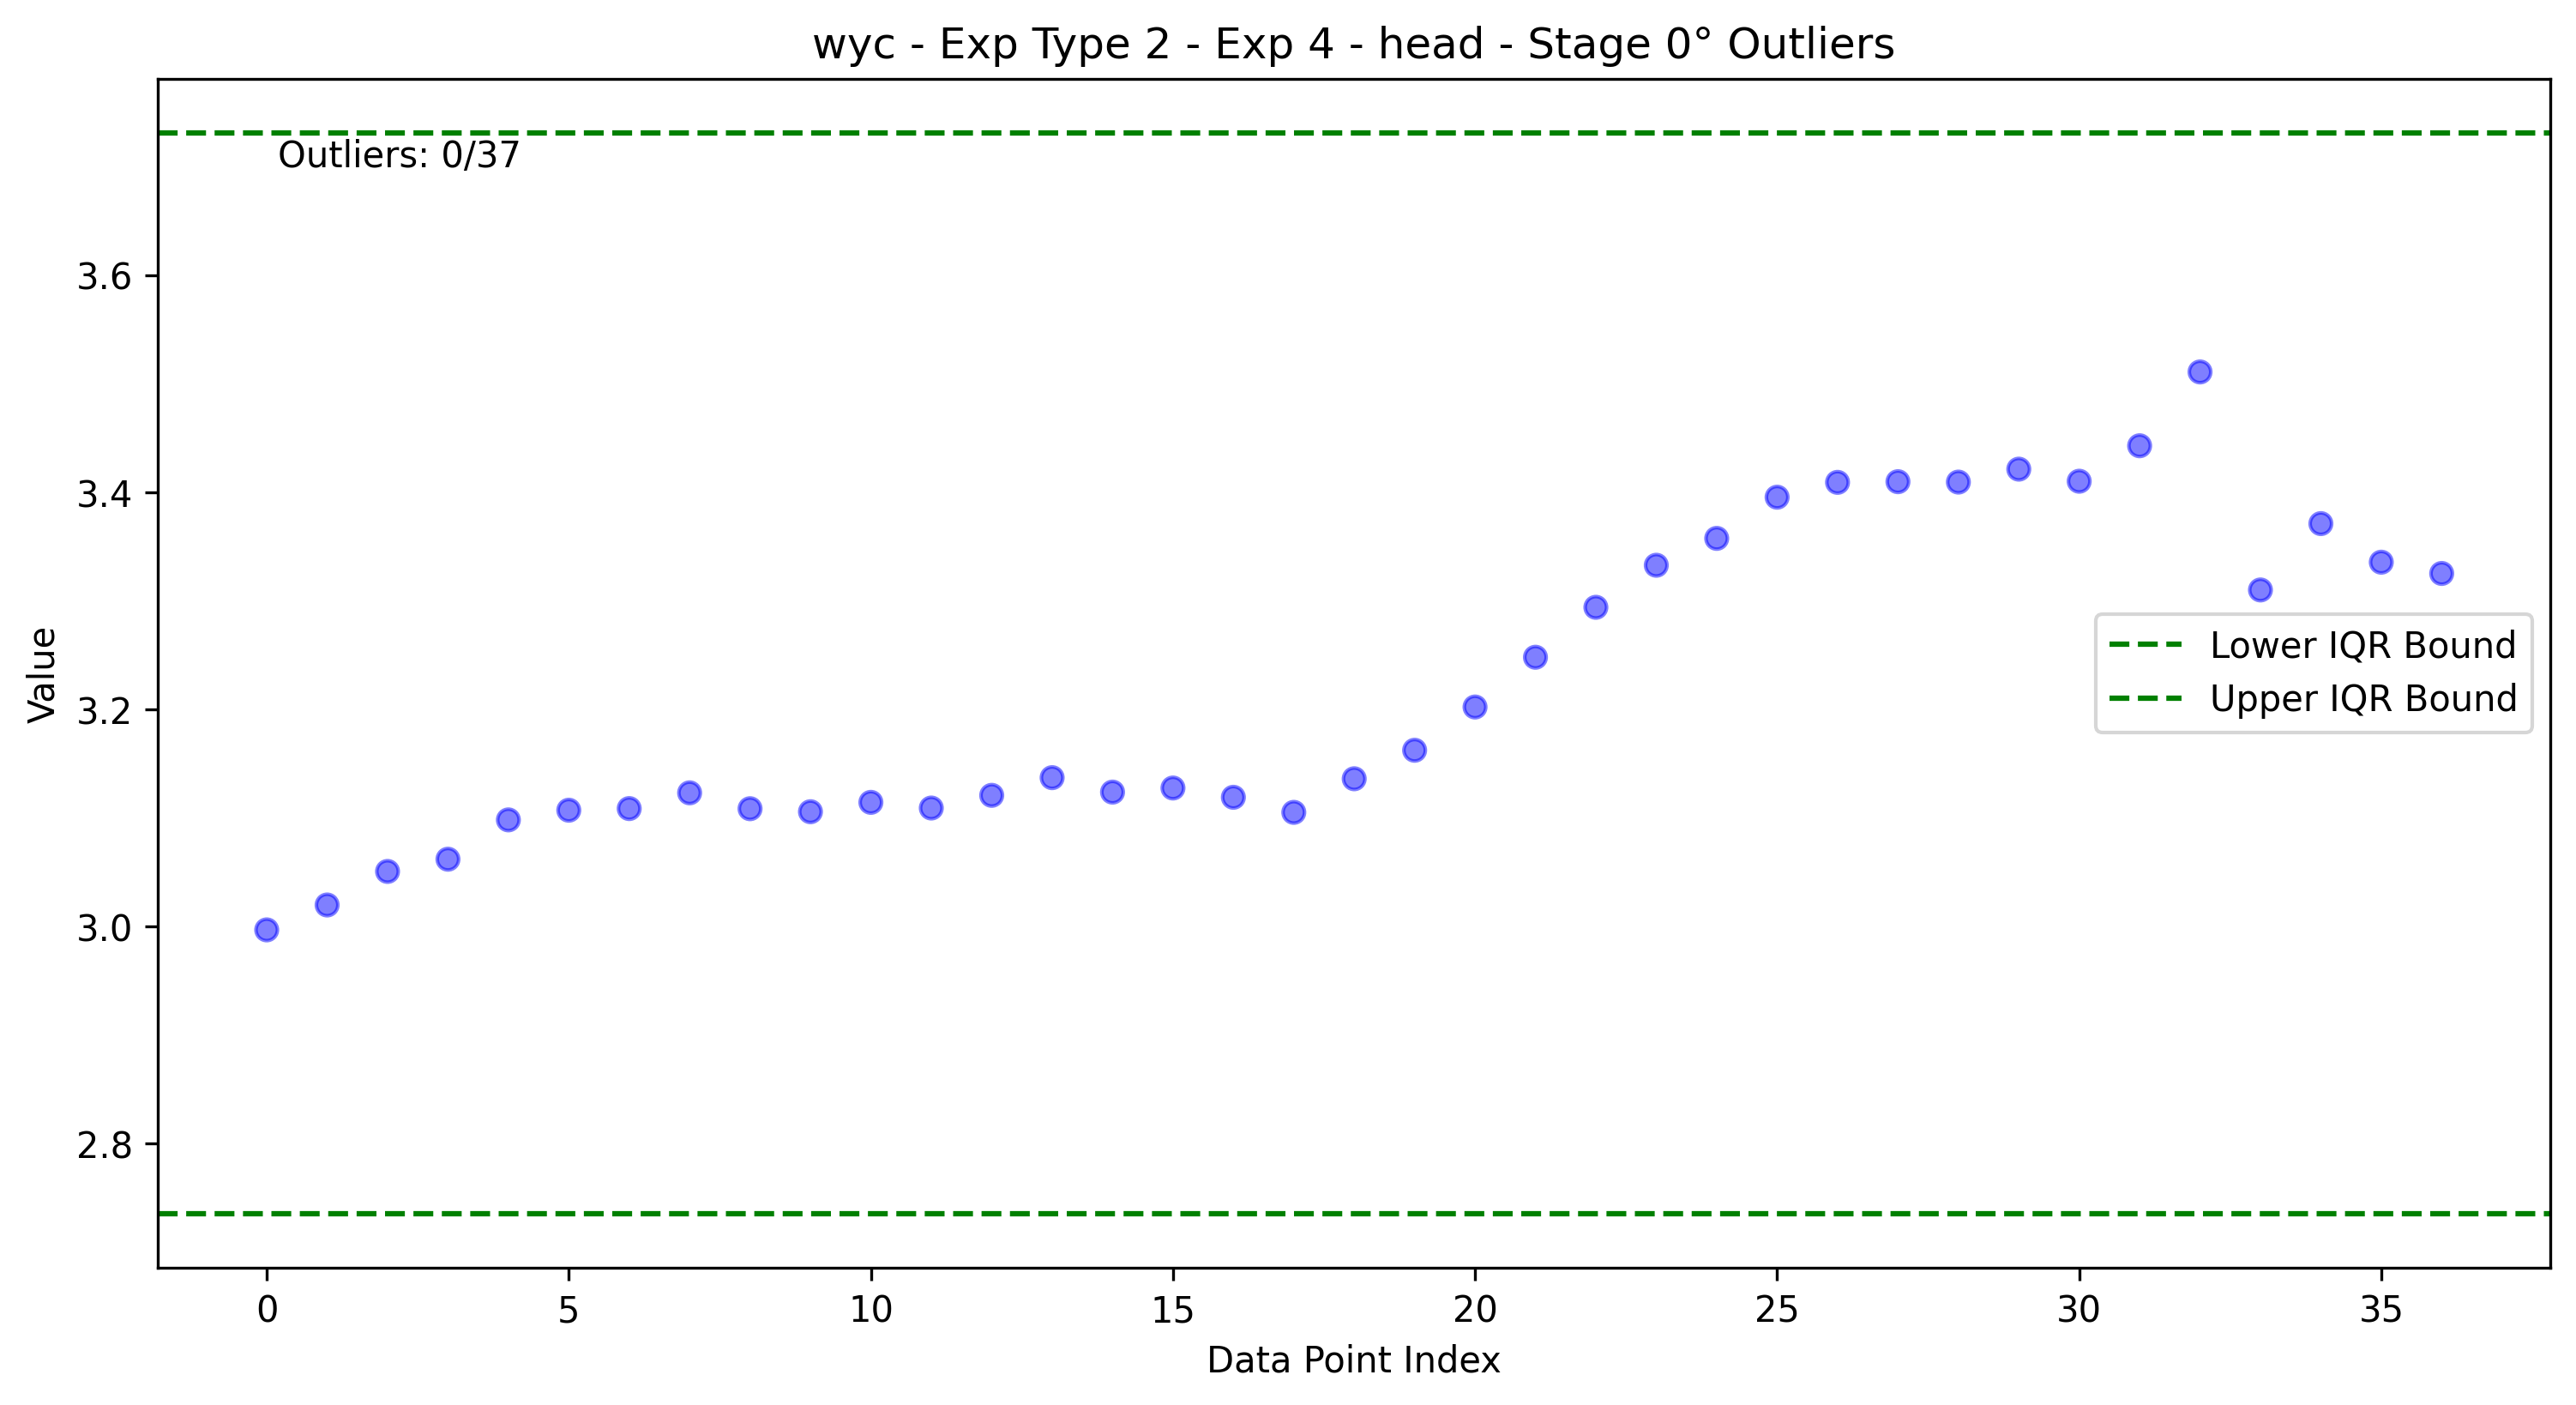 wyc - Exp Type 2 - Exp 4 - head - Stage 0° Outliers
Outliers: 0/37
3.6
3.4
3.2
3.0
2.8
Value
Lower IQR Bound
Upper IQR Bound
0 5 10 15 20 25 30 35
Data Point Index